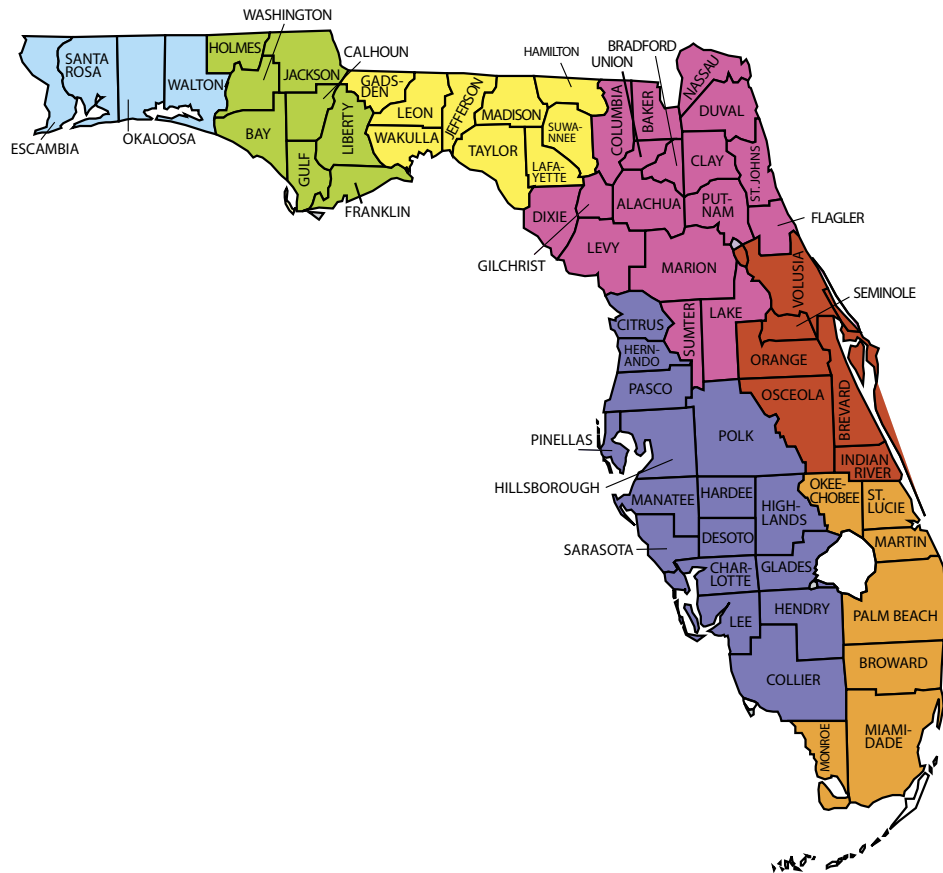 WASHINGTON
HOLMES
CALHOUN
BRADFORD
HAMILTON
UNION
SANTA
ROSA
WALTON
JACKSON
GADS-
DEN
LEON
JEFFERSON
MADISON
COLUMBIA
BAKER
NASSAU
DUVAL
ESCAMBIA
OKALOOSA
BAY
LIBERTY
GULF
WAKULLA
TAYLOR
SUWA-
NNEE
LAFA-
YETTE
CLAY
ST. JOHNS
FRANKLIN
DIXIE
ALACHUA
PUT-
NAM
FLAGLER
GILCHRIST
LEVY
MARION
VOLUSIA
SEMINOLE
CITRUS
SUMTER
LAKE
HERN-
ANDO
ORANGE
PASCO
OSCEOLA
BREVARD
PINELLAS
POLK
INDIAN
RIVER
HILLSBOROUGH
MANATEE
HARDEE
HIGH-
LANDS
OKEE-
CHOBEE
ST.
LUCIE
SARASOTA
DESOTO
MARTIN
CHAR-
LOTTE
GLADES
LEE
HENDRY
PALM BEACH
COLLIER
BROWARD
MONROE
MIAMI-
DADE